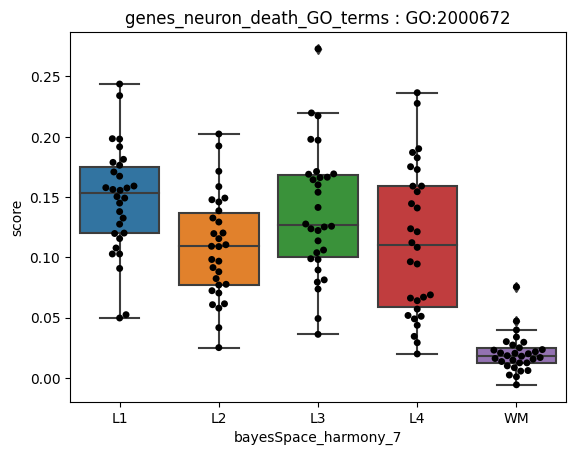 genes_neuron_death_GO_terms : GO:2000672
score
0.25
0.20
0.15
0.10
0.05
0.00
L1 L2 L3 L4 WM
bayesSpace_harmony_7